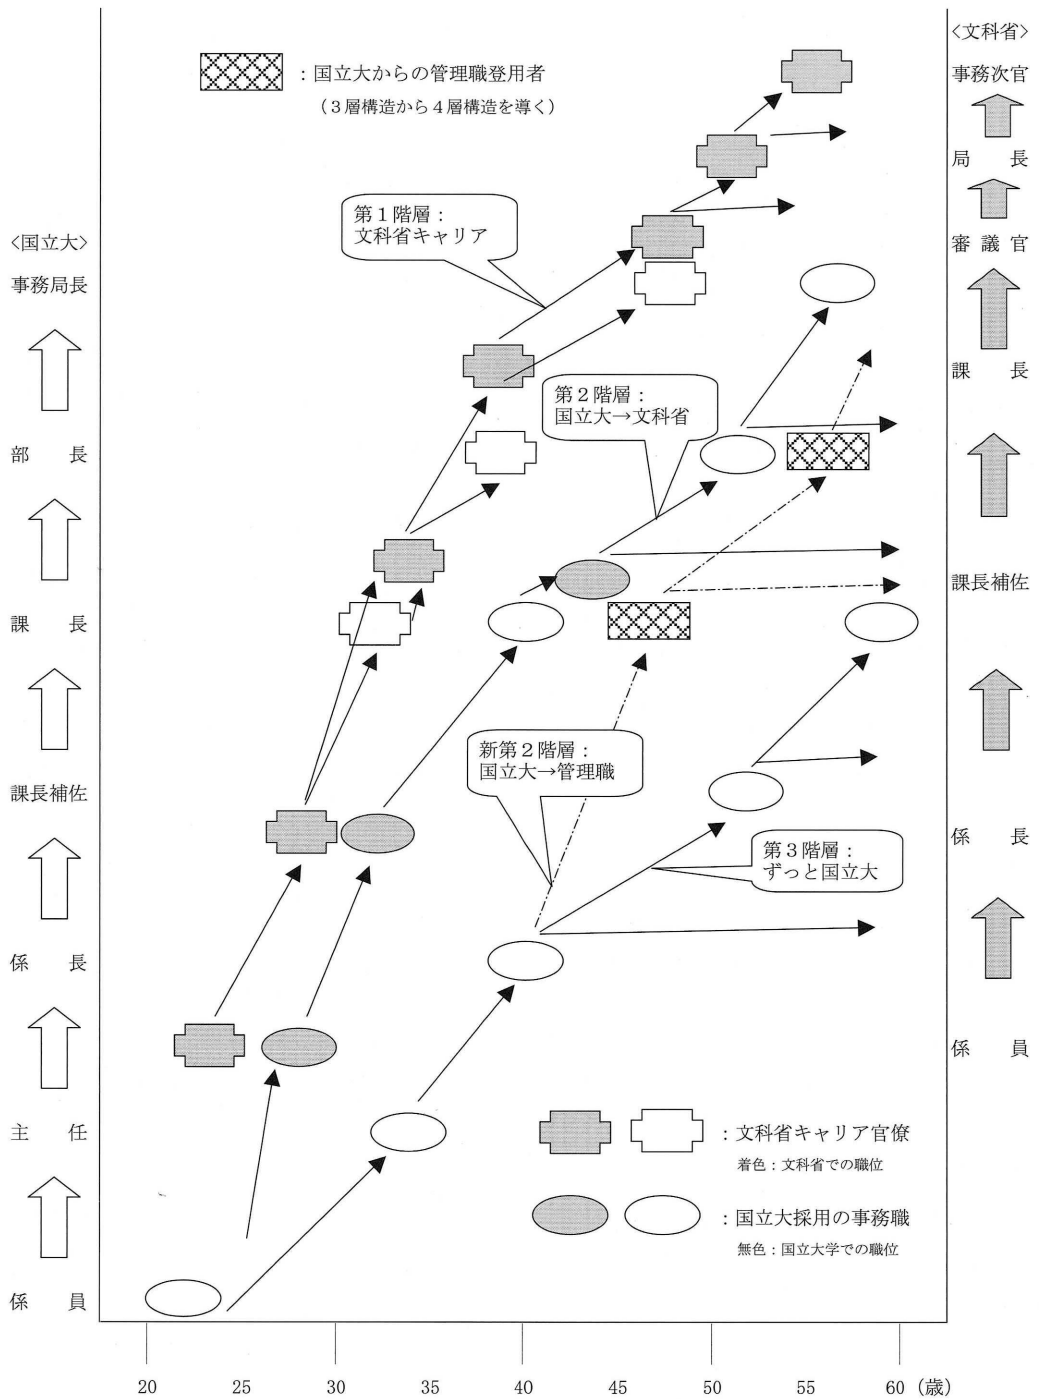 ：国立大からの管理職登用者
（３層構造から４層構造を導く）
〈文科省〉
事務次官
局　　長
審 議 官
課　　長
課長補佐
係　　長
係　　員
〈国立大〉
事務局長
部　　長
課　　長
課長補佐
係　　長
主　　任
係　　員
第１階層：
文科省キャリア
第２階層：
国立大→文科省
新第２階層：
国立大→管理職
第３階層：
ずっと国立大
：文科省キャリア官僚
着色：文科省での職位
：国立大採用の事務職
無色：国立大学での職位
20 25 30 35 40 45 50 55 60 （歳）